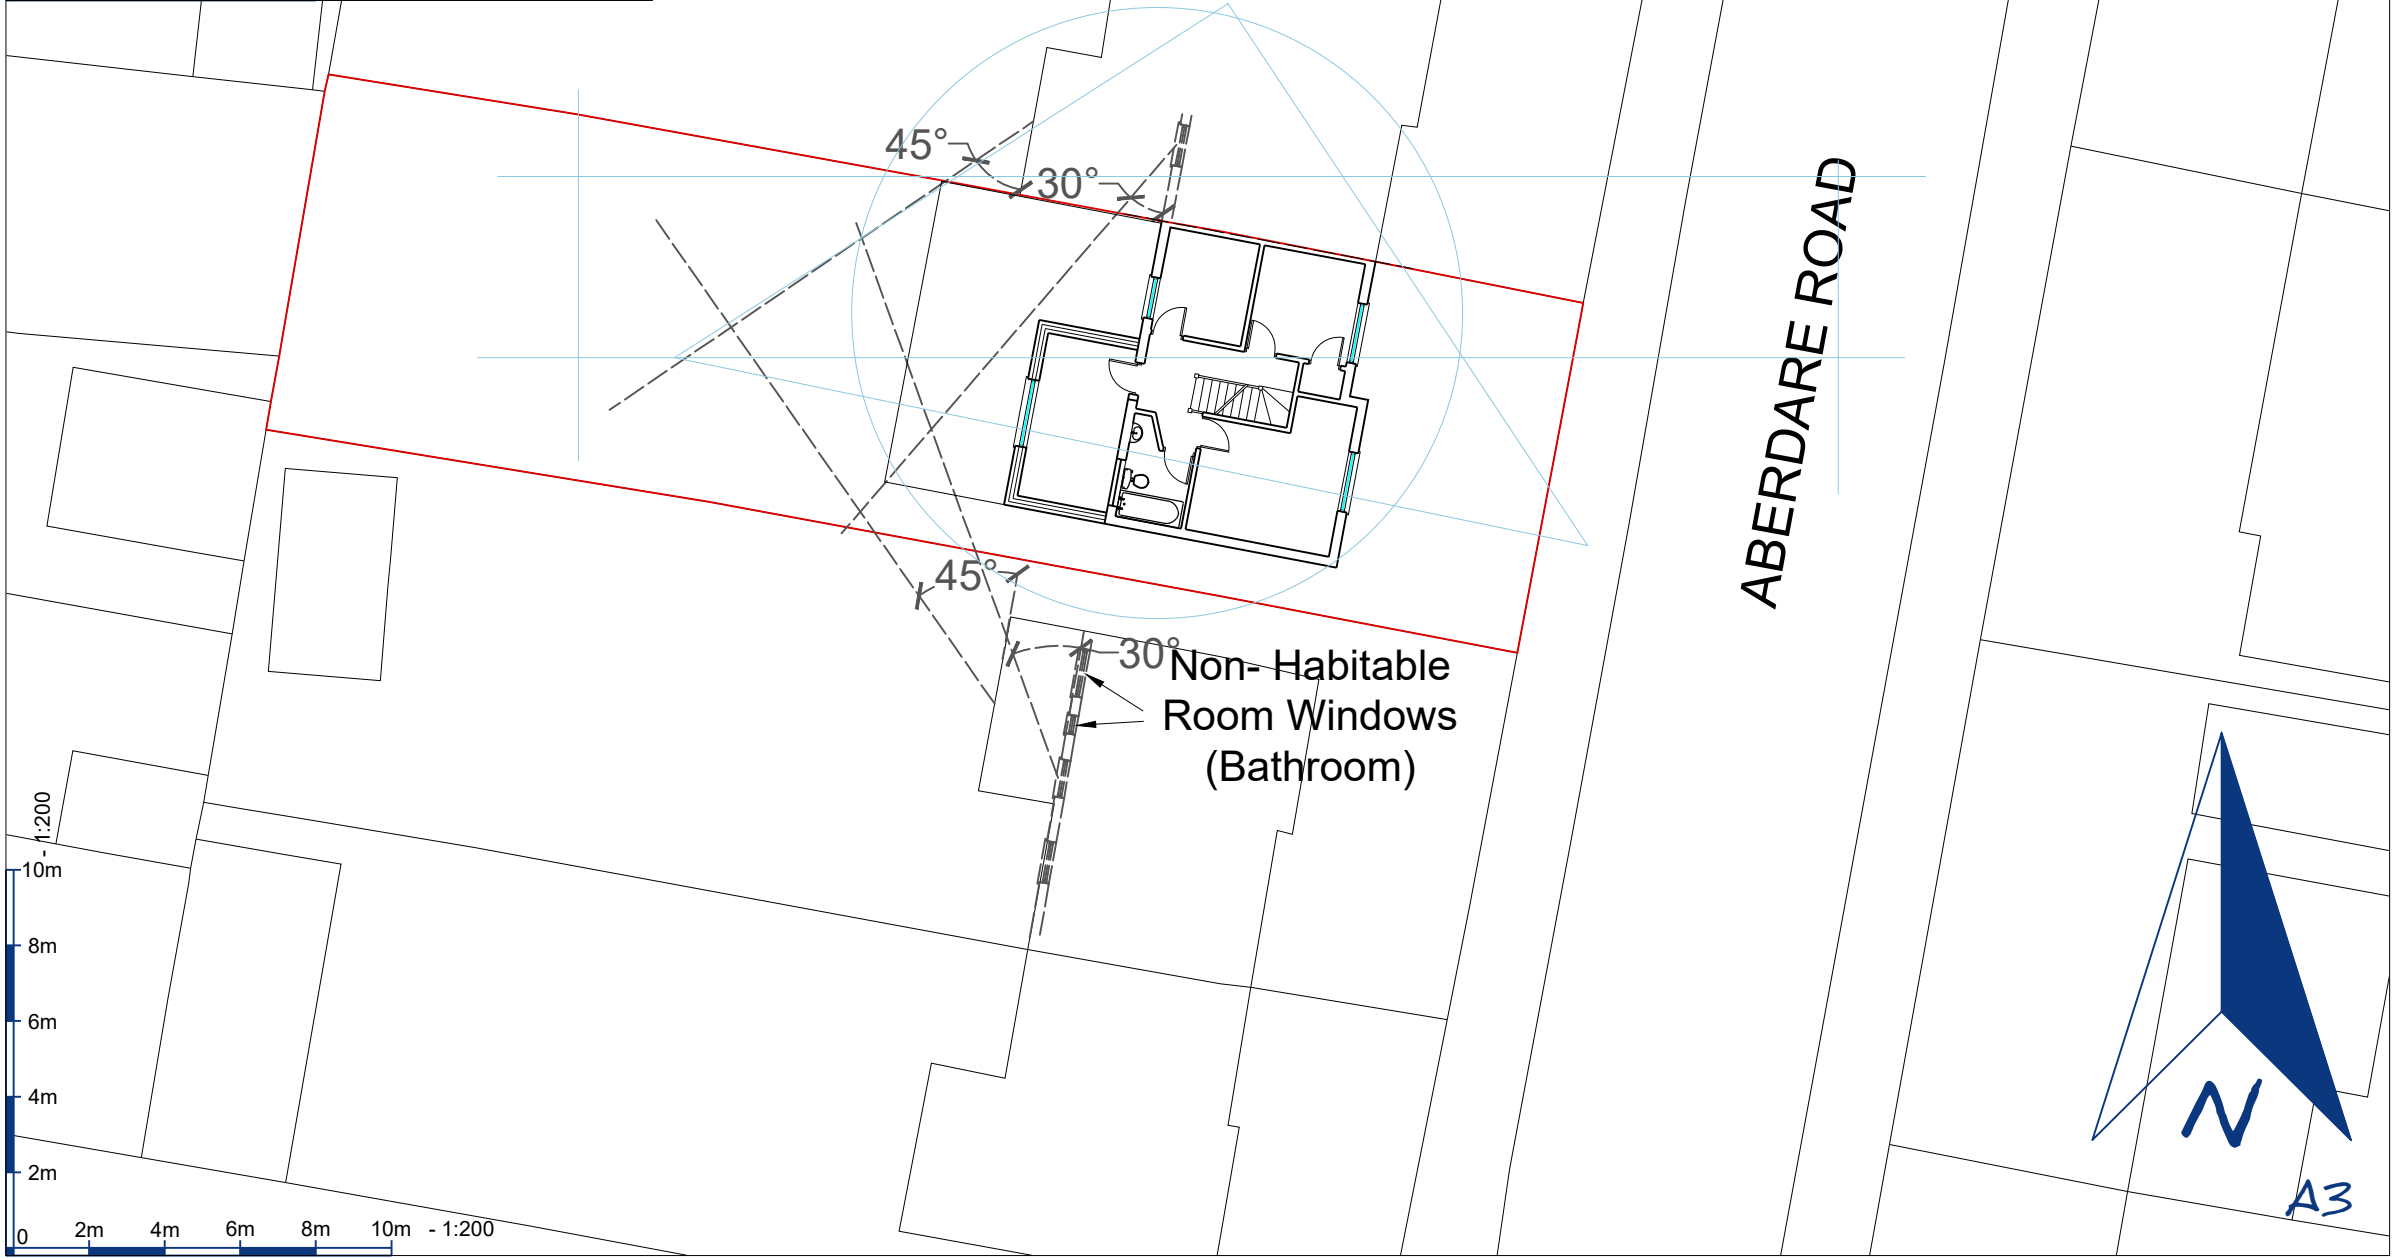 45°
30°
ABERDARE ROAD
45°
30°
Non- Habitable
Room Windows
(Bathroom)
- 1:200
10m
8m
6m
4m
2m
0
2m
4m
6m
8m
10m
- 1:200
N
A3